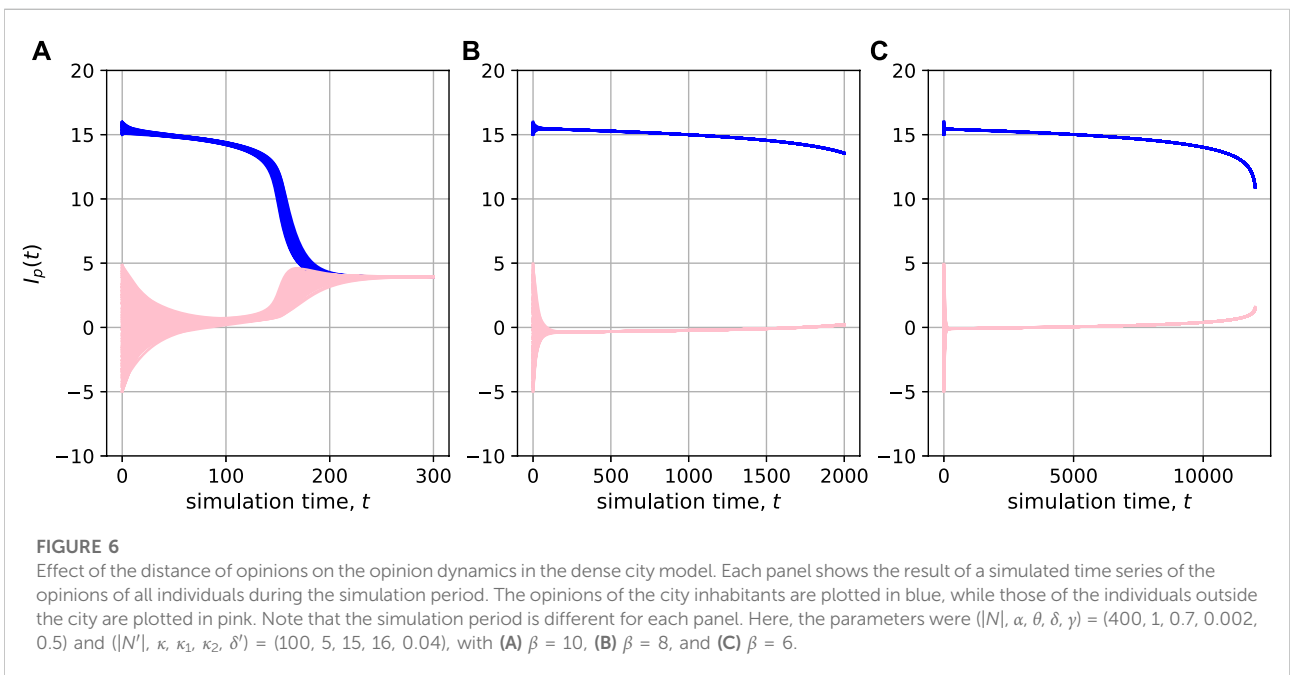 A
B
C
20
15
10
5
0
−5
−10
0
100
200
300
simulation time, t
I_p(t)
20
15
10
5
0
−5
−10
0
500
1000
1500
2000
simulation time, t
20
15
10
5
0
−5
−10
0
5000
10000
simulation time, t
FIGURE 6
Effect of the distance of opinions on the opinion dynamics in the dense city model. Each panel shows the result of a simulated time series of the
opinions of all individuals during the simulation period. The opinions of the city inhabitants are plotted in blue, while those of the individuals outside
the city are plotted in pink. Note that the simulation period is different for each panel. Here, the parameters were (|N|, α, θ, δ, γ) = (400, 1, 0.7, 0.002,
0.5) and (|N′|, κ, κ₁, κ₂, δ′) = (100, 5, 15, 16, 0.04), with (A) β = 10, (B) β = 8, and (C) β = 6.